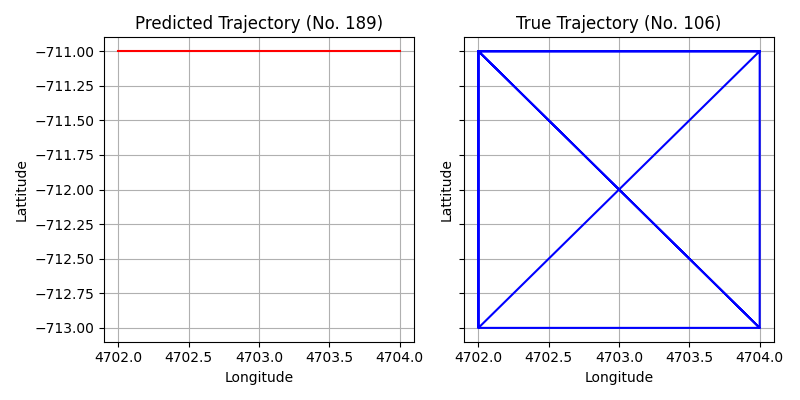 Predicted Trajectory (No. 189)
Lattitude
−711.00
−711.25
−711.50
−711.75
−712.00
−712.25
−712.50
−712.75
−713.00
4702.0 4702.5 4703.0 4703.5 4704.0
Longitude
True Trajectory (No. 106)
Lattitude
4702.0 4702.5 4703.0 4703.5 4704.0
Longitude